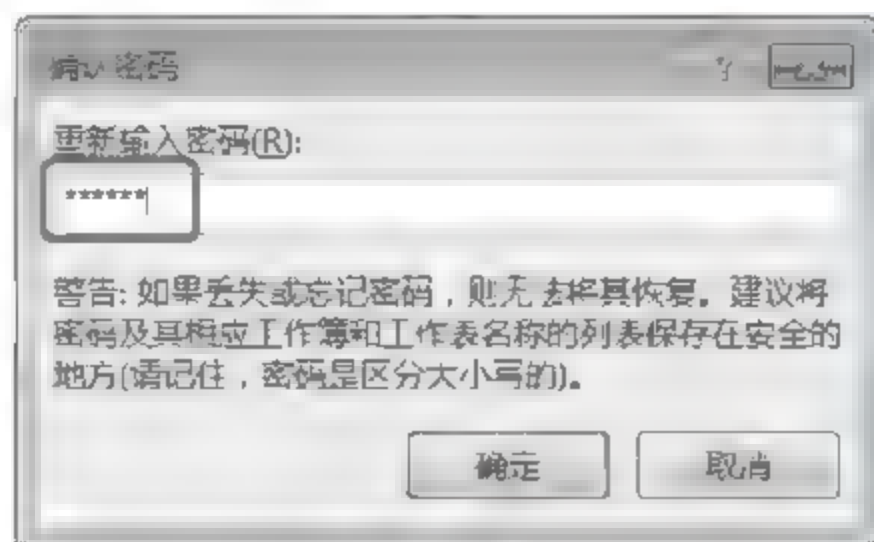 确认密码
重新输入密码(R):
******
警告: 如果丢失或忘记密码，则无法将其恢复。建议将
密码及其相应工作簿和工作表名称的列表保存在安全的
地方(请记住，密码是区分大小写的)。
确定
取消